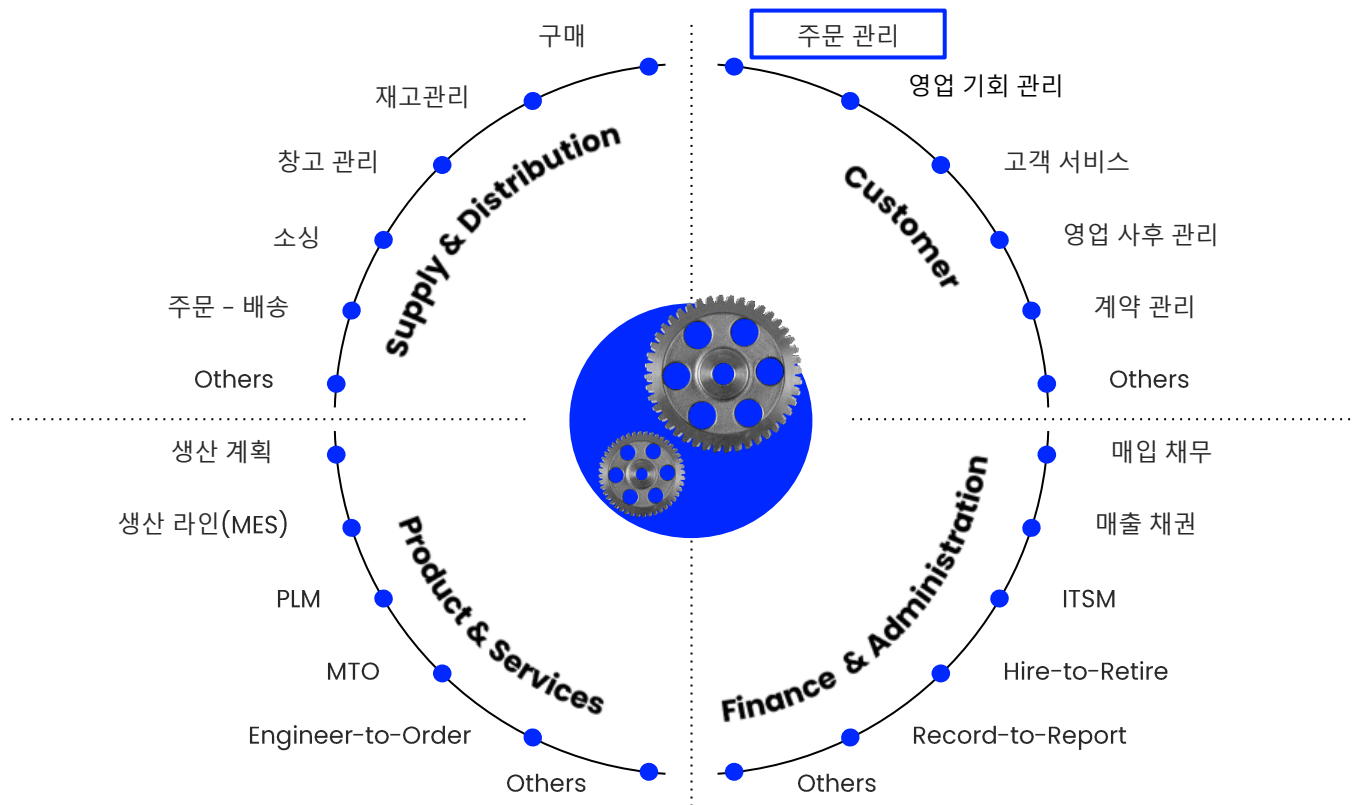 구매
재고관리
창고 관리
소싱
주문 – 배송
Others
Supply & Distribution
주문 관리
영업 기회 관리
고객 서비스
영업 사후 관리
계약 관리
Others
Customer
생산 계획
생산 라인(MES)
PLM
MTO
Engineer-to-Order
Others
Product & Services
매입 채무
매출 채권
ITSM
Hire-to-Retire
Record-to-Report
Others
Finance & Administration